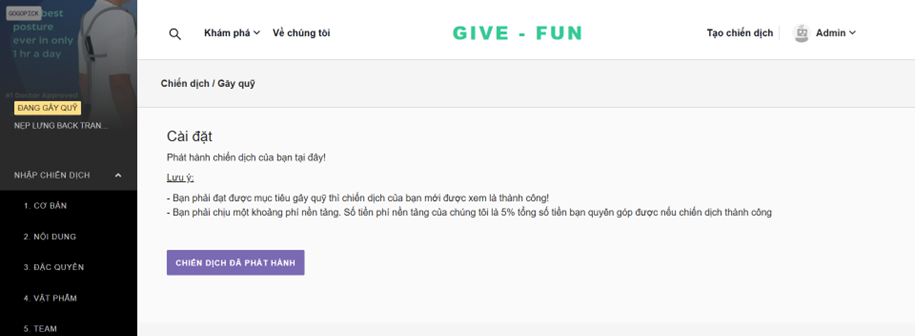 GOGOPICK
best
posture
ever in only
1 hr a day
#1 Doctor Approved
ĐANG GÂY QUỸ
NẸP LƯNG BACK TRAN...
NHẬP CHIẾN DỊCH
1. CƠ BẢN
2. NỘI DUNG
3. ĐẶC QUYỀN
4. VẬT PHẨM
5. TEAM
Khám phá Về chúng tôi
GIVE - FUN
Tạo chiến dịch Admin
Chiến dịch / Gây quỹ
Cài đặt
Phát hành chiến dịch của bạn tại đây!
Lưu ý:
- Bạn phải đạt được mục tiêu gây quỹ thì chiến dịch của bạn mới được xem là thành công!
- Bạn phải chịu một khoảng phí nền tảng. Số tiền phí nền tảng của chúng tôi là 5% tổng số tiền bạn quyên góp được nếu chiến dịch thành công
CHIẾN DỊCH ĐÃ PHÁT HÀNH